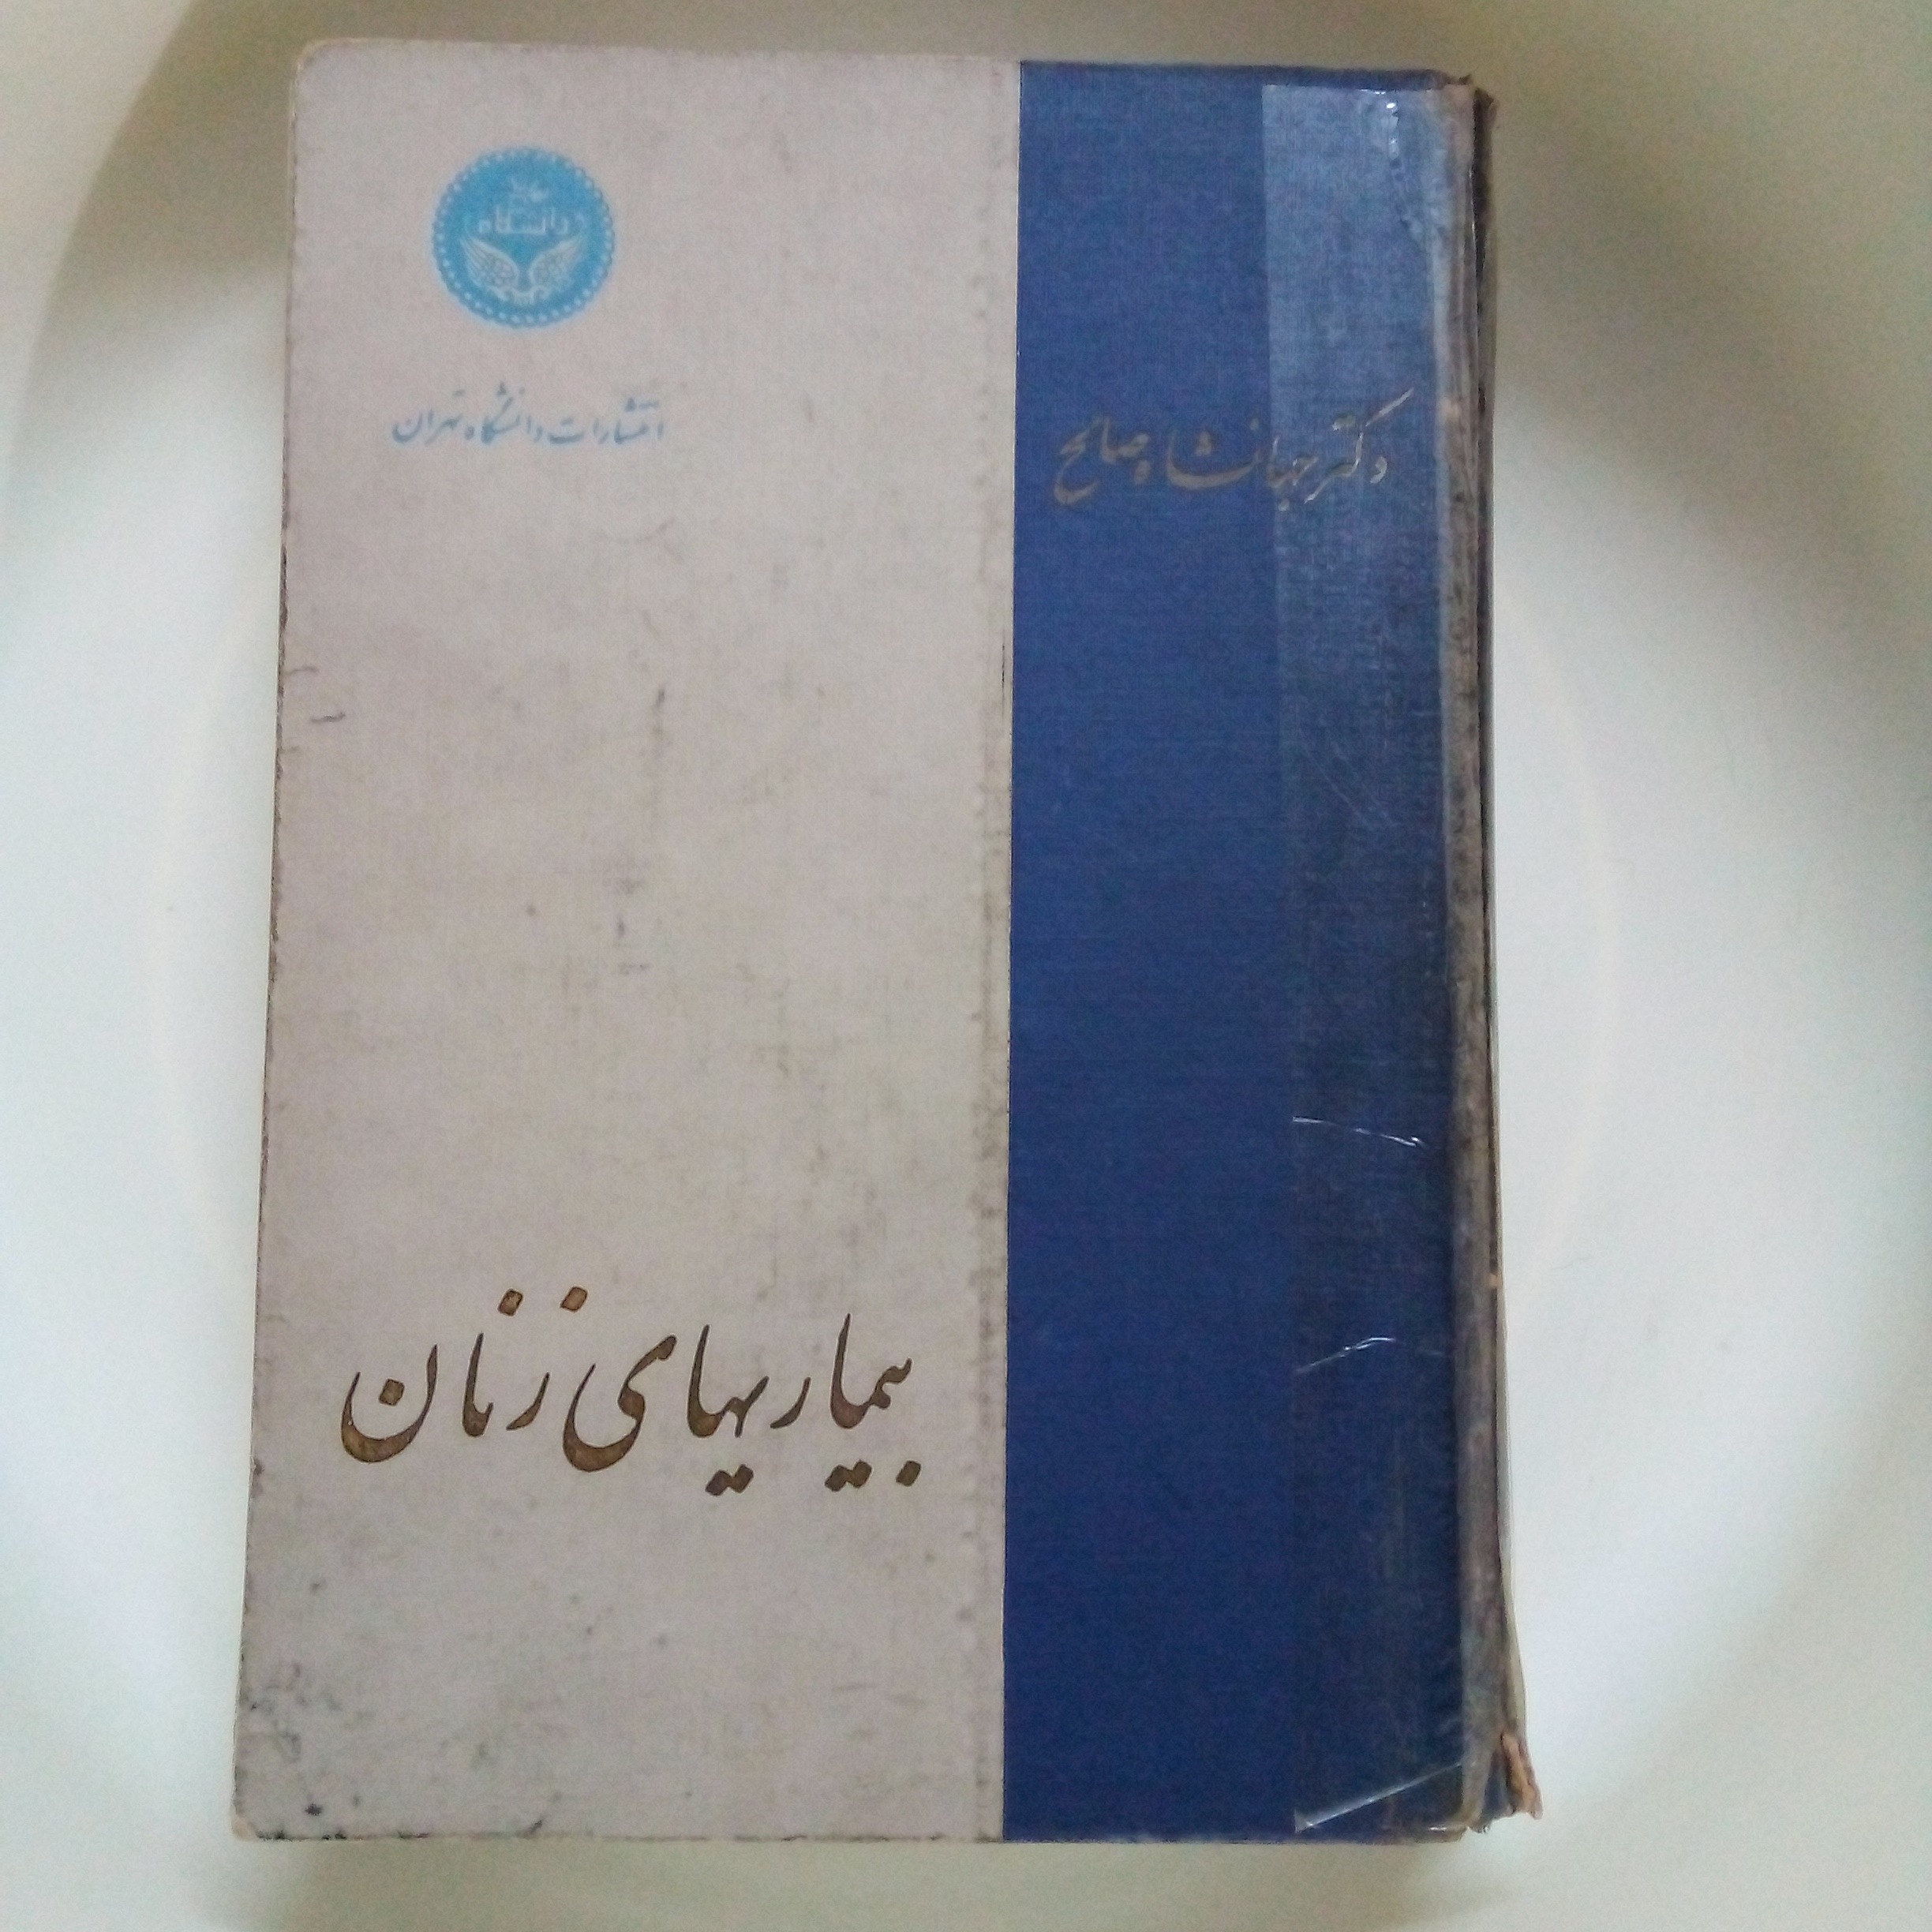 دانشگاه
انتشارات دانشگاه تهران
دکتر جهانشاه صالح
بیماریهای زنان